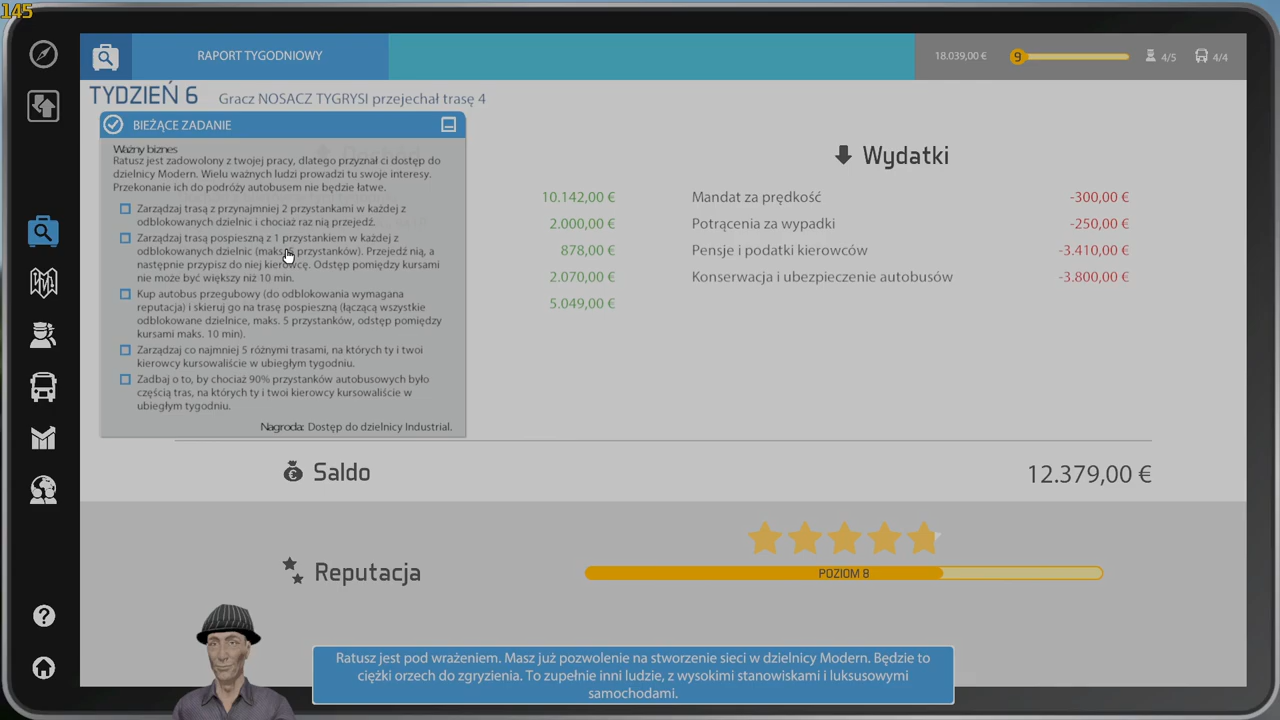 145
RAPORT TYGODNIOWY
18.039,00 €
9
4/5
4/4
TYDZIEŃ 6 Gracz NOSACZ TYGRYSI przejechał trasę 4
BIEŻĄCE ZADANIE
Ważny biznes
Ratusz jest zadowolony z twojej pracy, dlatego przyznał ci dostęp do
dzielnicy Modern. Wielu ważnych ludzi prowadzi tu swoje interesy.
Przekonanie ich do podróży autobusem nie będzie łatwe.
Zarządzaj trasą z przynajmniej 2 przystankami w każdej z
odblokowanych dzielnic i chociaż raz nią przejedź.
Zarządzaj trasą pospieszną z 1 przystankiem w każdej z
odblokowanych dzielnic (maks. przystanków). Przejedź nią, a
następnie przypisz do niej kierowcę. Odstęp pomiędzy kursami
nie może być większy niż 10 min.
Kup autobus przegubowy (do odblokowania wymagana
reputacja) i skieruj go na trasę pospieszną (łączącą wszystkie
odblokowane dzielnice, maks. 5 przystanków, odstęp pomiędzy
kursami maks. 10 min).
Zarządzaj co najmniej 5 różnymi trasami, na których ty i twoi
kierowcy kursowaliście w ubiegłym tygodniu.
Zadbaj o to, by chociaż 90% przystanków autobusowych było
częścią tras, na których ty i twoi kierowcy kursowaliście w
ubiegłym tygodniu.
Nagroda: Dostęp do dzielnicy Industrial.
10.142,00 €
2.000,00 €
878,00 €
2.070,00 €
5.049,00 €
Wydatki
Mandat za prędkość -300,00 €
Potrącenia za wypadki -250,00 €
Pensje i podatki kierowców -3.410,00 €
Konserwacja i ubezpieczenie autobusów -3.800,00 €
Saldo 12.379,00 €
Reputacja
POZIOM 8
Ratusz jest pod wrażeniem. Masz już pozwolenie na stworzenie sieci w dzielnicy Modern. Będzie to
ciężki orzech do zgryzienia. To zupełnie inni ludzie, z wysokimi stanowiskami i luksusowymi
samochodami.